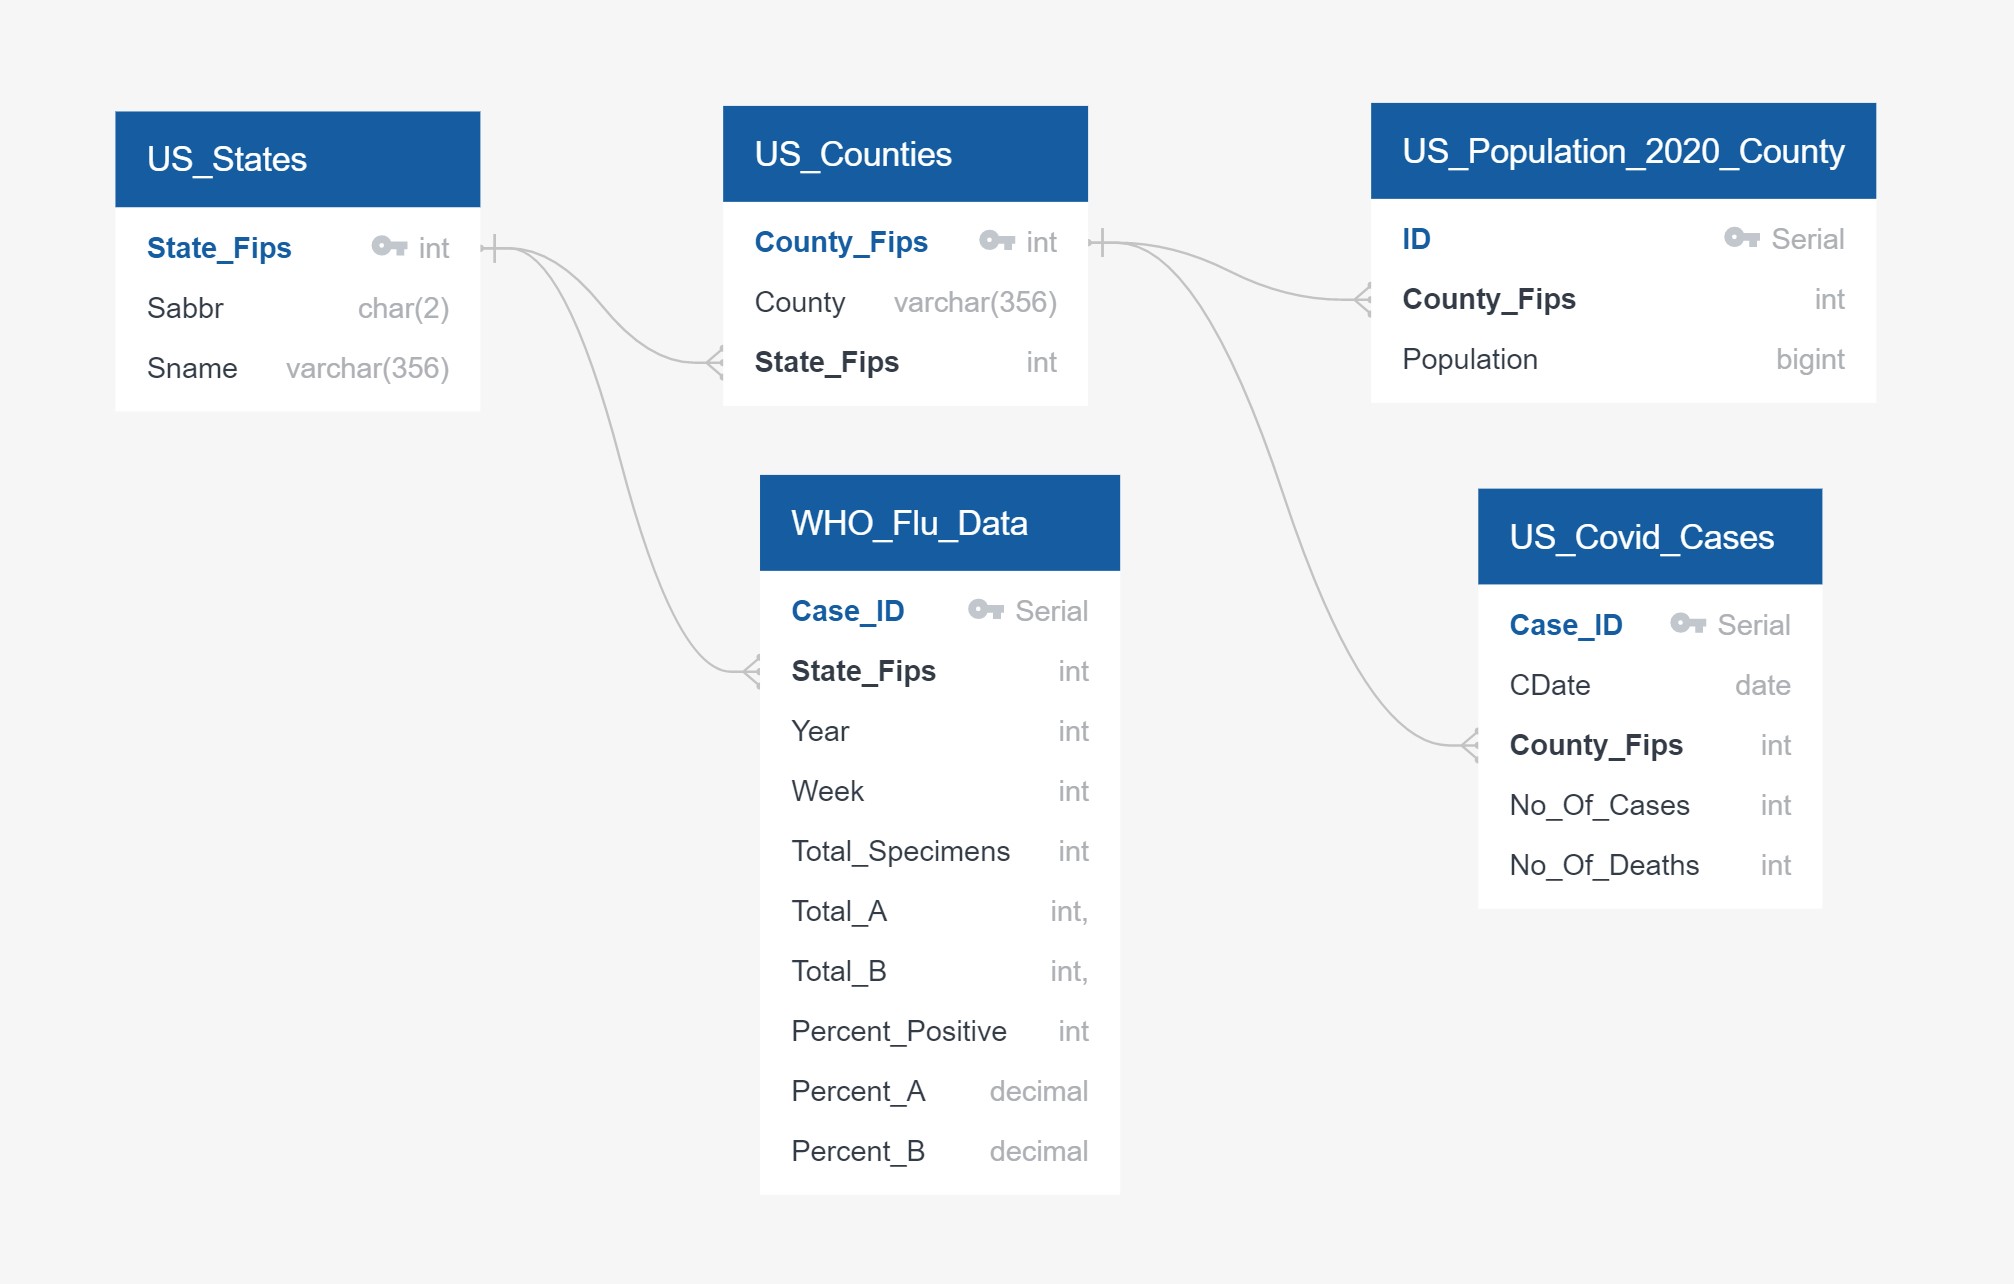 US_States
State_Fips int
Sabbr char(2)
Sname varchar(356)
US_Counties
County_Fips int
County varchar(356)
State_Fips int
US_Population_2020_County
ID Serial
County_Fips int
Population bigint
WHO_Flu_Data
Case_ID Serial
State_Fips int
Year int
Week int
Total_Specimens int
Total_A int,
Total_B int,
Percent_Positive int
Percent_A decimal
Percent_B decimal
US_Covid_Cases
Case_ID Serial
CDate date
County_Fips int
No_Of_Cases int
No_Of_Deaths int